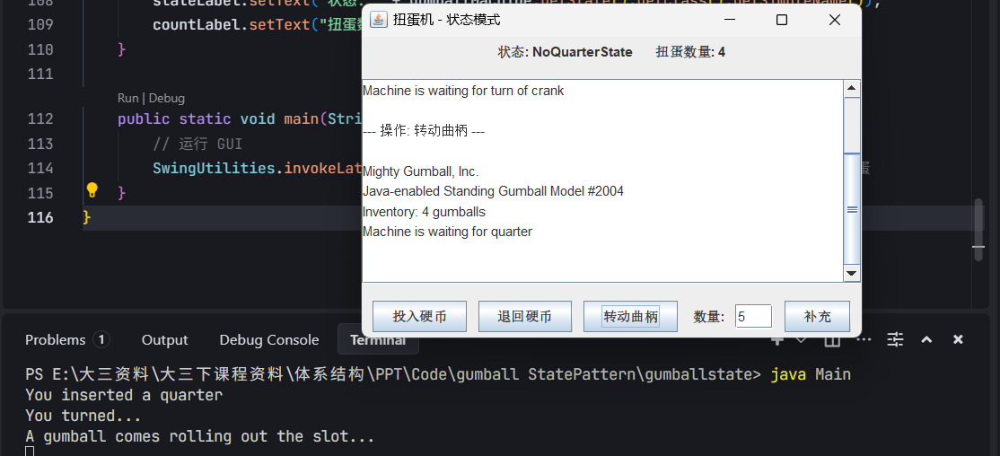 108 stateLabel.setText("状态:
109 countLabel.setText("扭蛋数
110 }
111
Run | Debug
112 public static void main(Stri
113 // 运行 GUI
114 SwingUtilities.invokeLat 蛋
115 }
116 }
扭蛋机 - 状态模式
状态: NoQuarterState 扭蛋数量: 4
Machine is waiting for turn of crank
--- 操作: 转动曲柄 ---
Mighty Gumball, Inc.
Java-enabled Standing Gumball Model #2004
Inventory: 4 gumballs
Machine is waiting for quarter
投入硬币 退回硬币 转动曲柄 数量: 5 补充
Problems 1 Output Debug Console Terminal
PS E:\大三资料\大三下课程资料\体系结构\PPT\Code\gumball StatePattern\gumballstate> java Main
You inserted a quarter
You turned...
A gumball comes rolling out the slot...